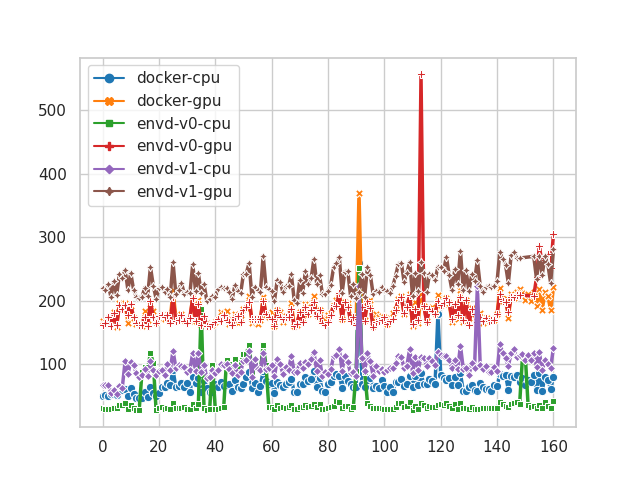 docker-cpu
docker-gpu
envd-v0-cpu
envd-v0-gpu
envd-v1-cpu
envd-v1-gpu
500
400
300
200
100
0 20 40 60 80 100 120 140 160